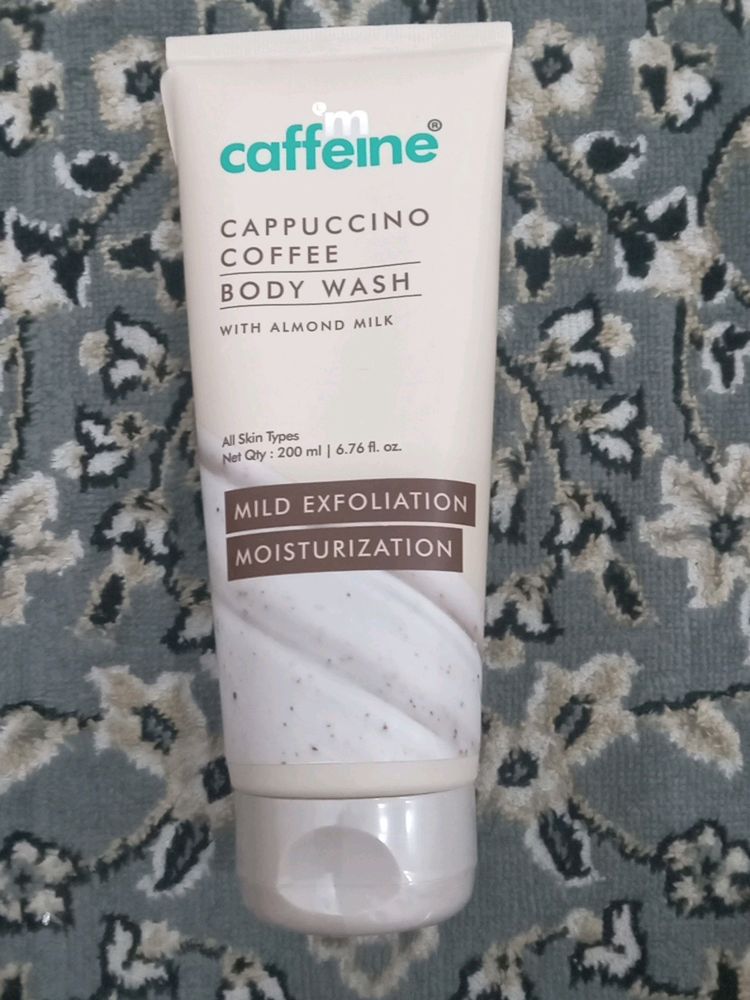 'm
caffeine®
CAPPUCCINO
COFFEE
BODY WASH
WITH ALMOND MILK
All Skin Types
Net Qty : 200 ml | 6.76 fl. oz.
MILD EXFOLIATION
MOISTURIZATION